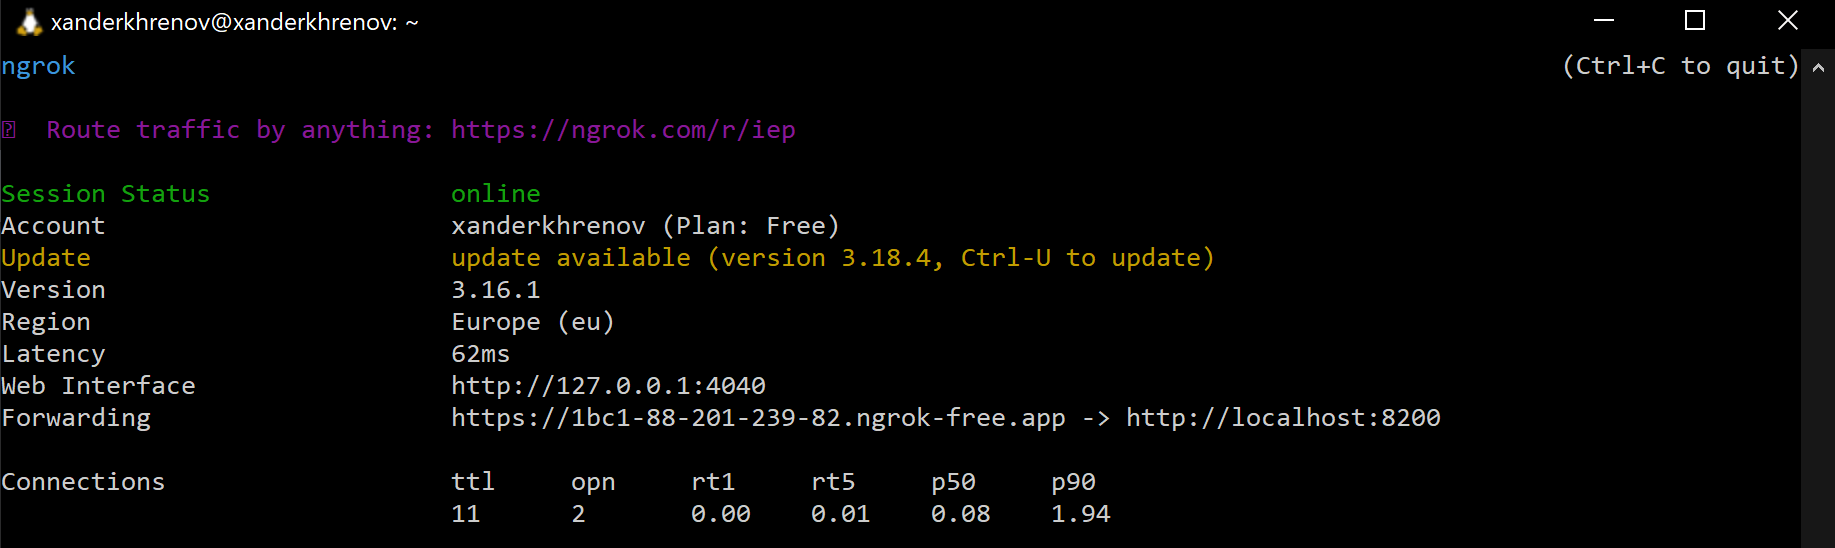 xanderkhrenov@xanderkhrenov: ~
ngrok (Ctrl+C to quit)
Route traffic by anything: https://ngrok.com/r/iep
Session Status online
Account xanderkhrenov (Plan: Free)
Update update available (version 3.18.4, Ctrl-U to update)
Version 3.16.1
Region Europe (eu)
Latency 62ms
Web Interface http://127.0.0.1:4040
Forwarding https://1bc1-88-201-239-82.ngrok-free.app -> http://localhost:8200
Connections ttl opn rt1 rt5 p50 p90
11 2 0.00 0.01 0.08 1.94